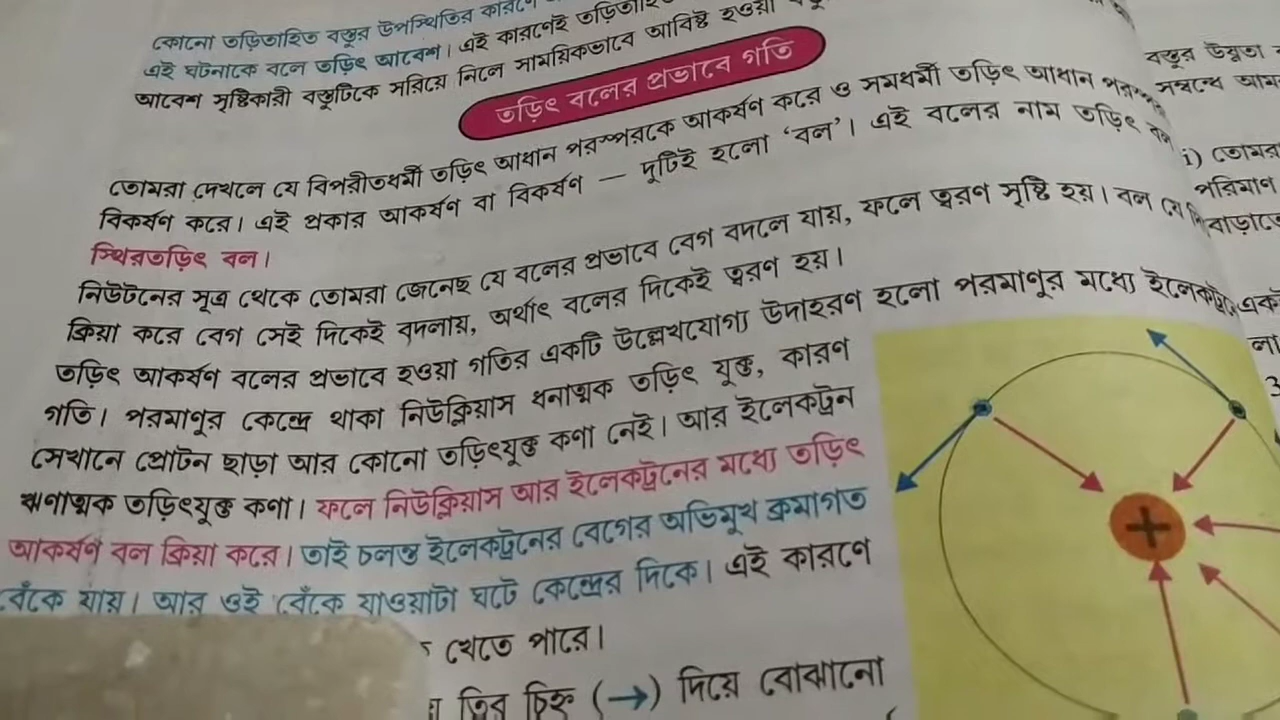 কোনো তড়িতাহিত বস্তুর উপস্থিতির কারণে
এই ঘটনাকে বলে তড়িৎ আবেশ। এই কারণেই
আবেশ সৃষ্টিকারী বস্তুটিকে সরিয়ে নিলে সাময়িকভাবে আবিষ্ট হওয়া
তড়িৎ বলের প্রভাবে গতি
তোমরা দেখলে যে বিপরীতধর্মী তড়িৎ আধান পরস্পরকে আকর্ষণ করে ও সমধর্মী তড়িৎ আধান
বিকর্ষণ করে। এই প্রকার আকর্ষণ বা বিকর্ষণ — দুটিই হলো ‘বল’। এই বলের নাম তড়িৎ বল
স্থিরতড়িৎ বল।
নিউটনের সূত্র থেকে তোমরা জেনেছ যে বলের প্রভাবে বেগ বদলে যায়, ফলে ত্বরণ সৃষ্টি হয়। বল যে
ক্রিয়া করে বেগ সেই দিকেই বদলায়, অর্থাৎ বলের দিকেই ত্বরণ হয়।
তড়িৎ আকর্ষণ বলের প্রভাবে হওয়া গতির একটি উল্লেখযোগ্য উদাহরণ হলো পরমাণুর মধ্যে
গতি। পরমাণুর কেন্দ্রে থাকা নিউক্লিয়াস ধনাত্মক তড়িৎ যুক্ত, কারণ
সেখানে প্রোটন ছাড়া আর কোনো তড়িৎযুক্ত কণা নেই। আর ইলেকট্রন
ঋণাত্মক তড়িৎযুক্ত কণা। ফলে নিউক্লিয়াস আর ইলেকট্রনের মধ্যে তড়িৎ
আকর্ষণ বল ক্রিয়া করে। তাই চলন্ত ইলেকট্রনের বেগের অভিমুখ ক্রমাগত
বেঁকে যায়। আর ওই বেঁকে যাওয়াটা ঘটে কেন্দ্রের দিকে। এই কারণে
খেতে পারে।
তির চিহ্ন (→) দিয়ে বোঝানো
+
বস্তুর উষ্ণতা
সম্বন্ধে
i) তোমরা
পরিমাণ